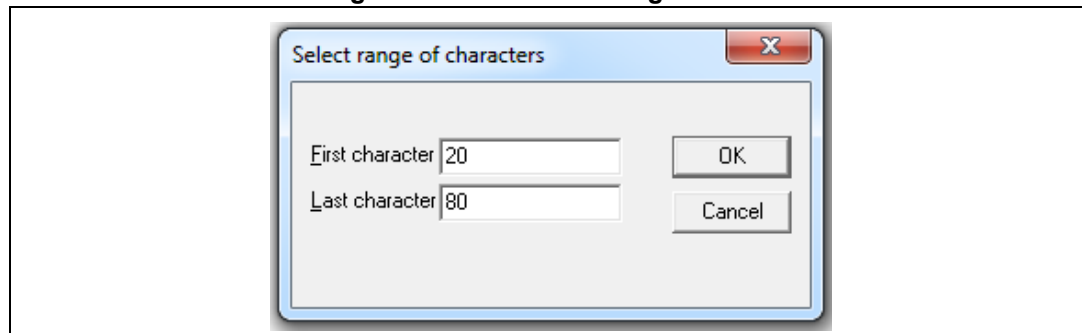 Select range of characters
First character 20
OK
Last character 80
Cancel